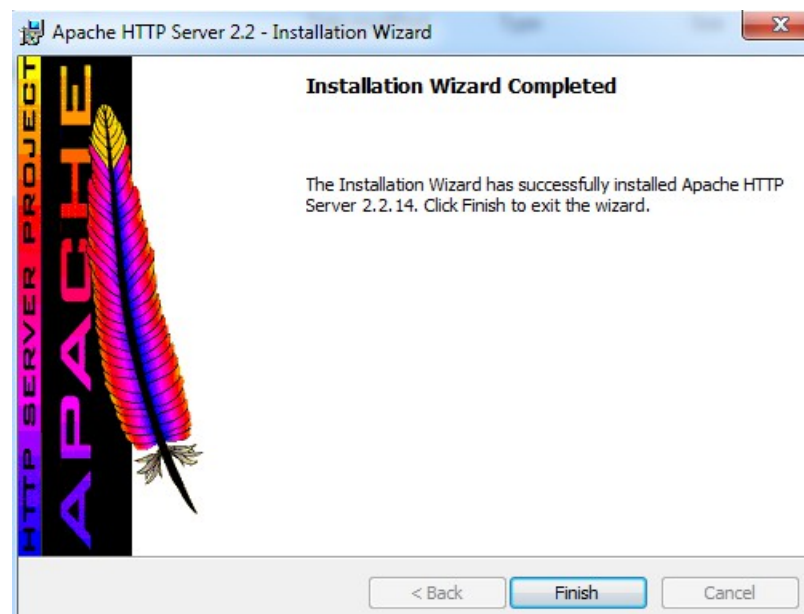 Apache HTTP Server 2.2 - Installation Wizard
HTTP SERVER PROJECT
APACHE
Installation Wizard Completed
The Installation Wizard has successfully installed Apache HTTP
Server 2.2.14. Click Finish to exit the wizard.
< Back
Finish
Cancel